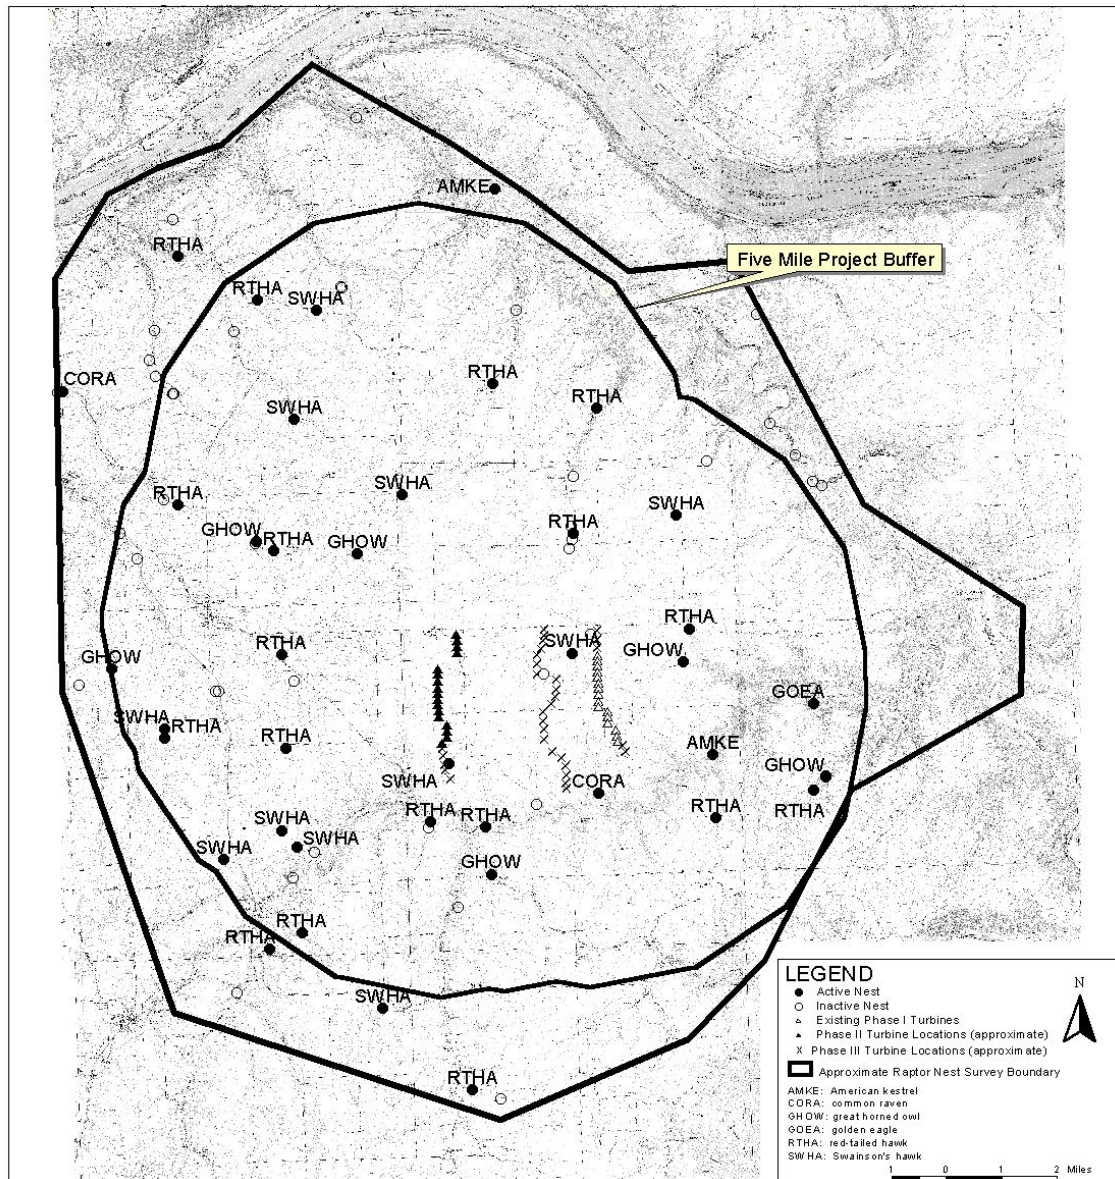 AMKE
RTHA
Five Mile Project Buffer
RTHA
SWHA
CORA
RTHA
RTHA
SWHA
SWHA
RTHA
SWHA
GHOW
RTHA
GHOW
RTHA
RTHA
SWHA
RTHA
GHOW
GHOW
GOEA
SWHA
RTHA
RTHA
AMKE
GHOW
SWHA
CORA
RTHA
RTHA
RTHA
RTHA
SWHA
SWHA
SWHA
GHOW
RTHA
RTHA
SWHA
RTHA
LEGEND
N
Active Nest
Inactive Nest
Existing Phase I Turbines
Phase II Turbine Locations (approximate)
Phase III Turbine Locations (approximate)
Approximate Raptor Nest Survey Boundary
AMKE: American kestrel
CORA: common raven
GHOW: great horned owl
GOEA: golden eagle
RTHA: red-tailed hawk
SWHA: Swainson's hawk
1 0 1 2 Miles